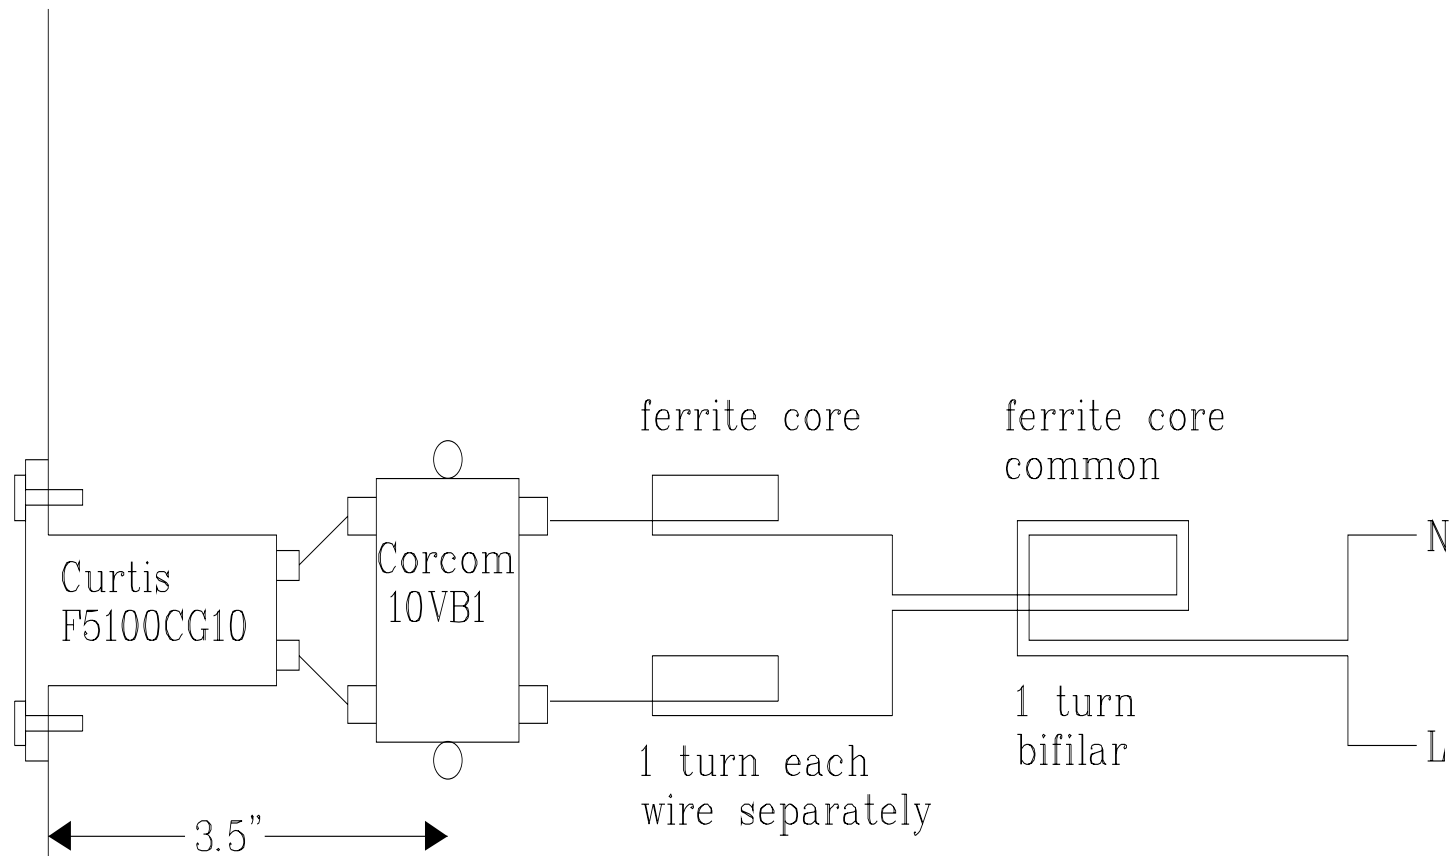 ferrite core
ferrite core
common
N
Curtis
F5100CG10
Corcom
10VB1
1 turn
bifilar
L
1 turn each
wire separately
3.5"